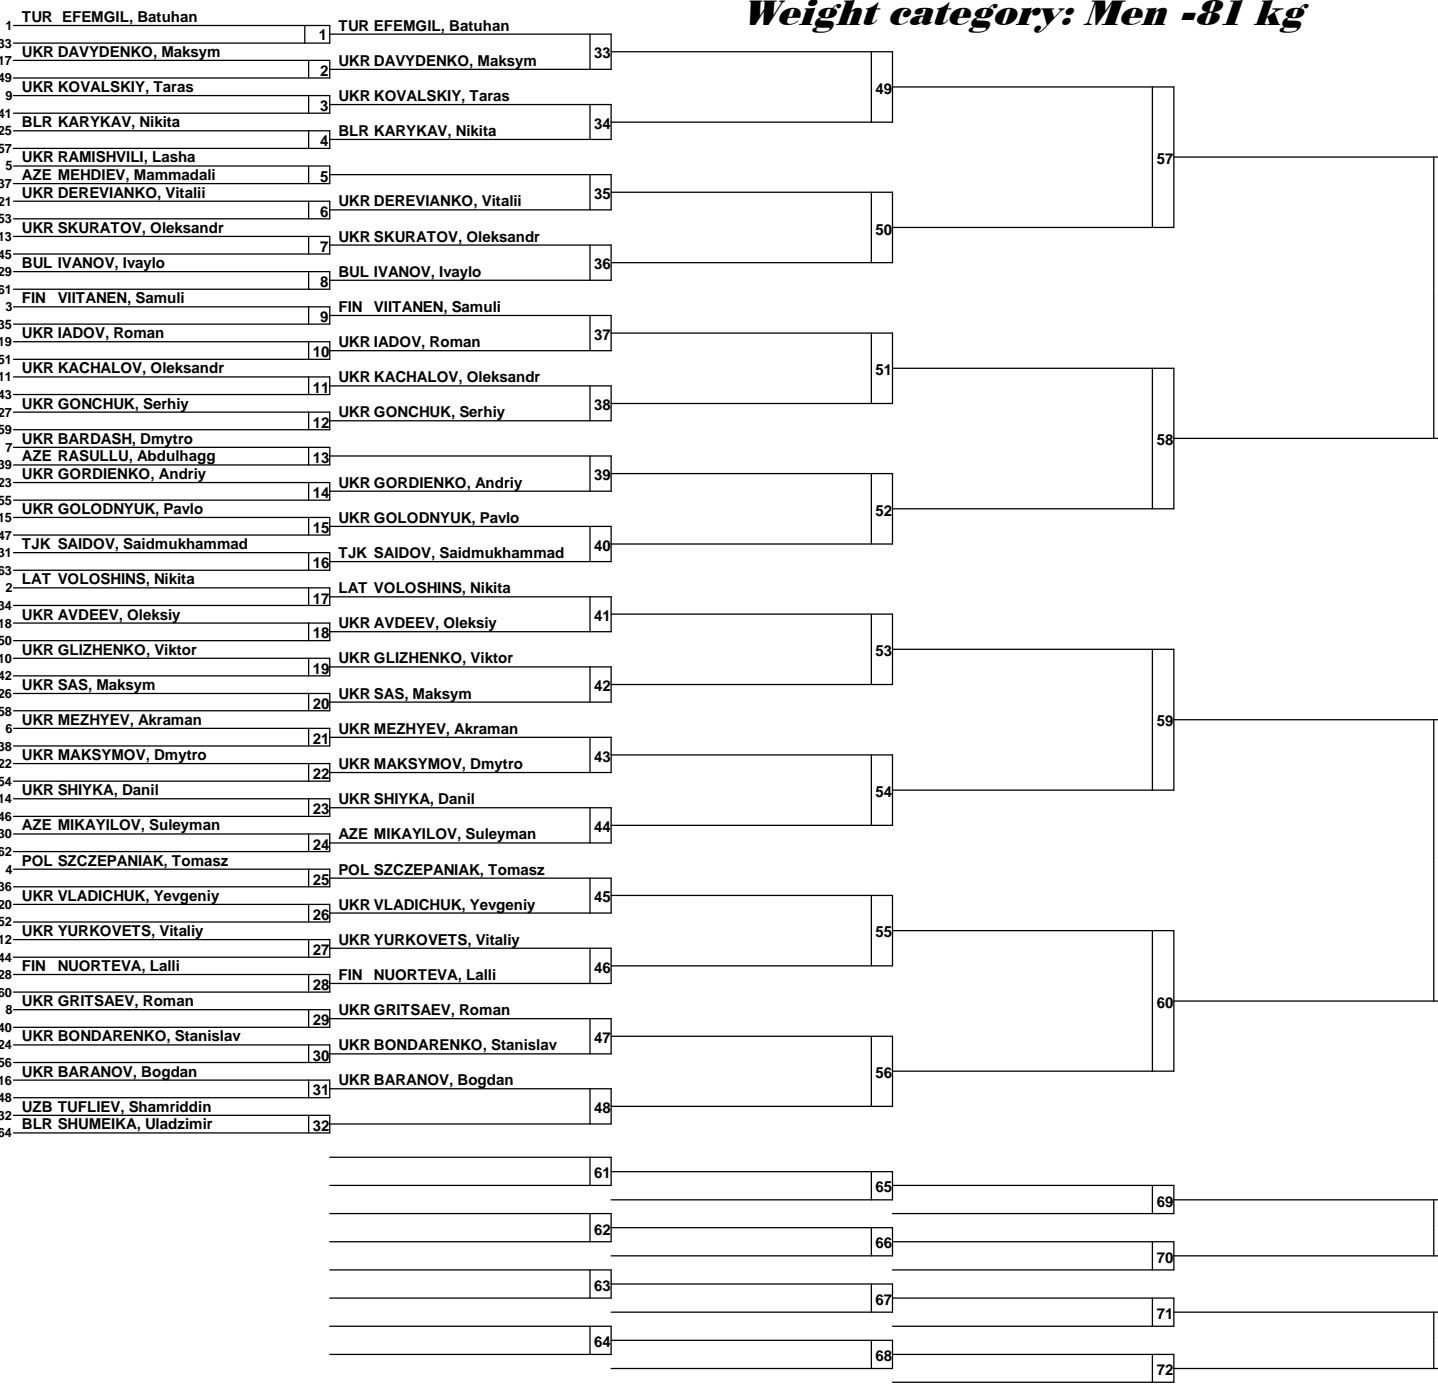 Weight category: Men -81 kg
1 TUR EFEMGIL, Batuhan
33
1 TUR EFEMGIL, Batuhan
17 UKR DAVYDENKO, Maksym
49
2 UKR DAVYDENKO, Maksym
33
9 UKR KOVALSKIY, Taras
41
3 UKR KOVALSKIY, Taras
49
25 BLR KARYKAV, Nikita
57
4 BLR KARYKAV, Nikita
34
5 UKR RAMISHVILI, Lasha
37 AZE MEHDIEV, Mammadali
5
57
21 UKR DEREVIANKO, Vitalii
53
6 UKR DEREVIANKO, Vitalii
35
13 UKR SKURATOV, Oleksandr
45
7 UKR SKURATOV, Oleksandr
50
29 BUL IVANOV, Ivaylo
61
8 BUL IVANOV, Ivaylo
36
3 FIN VIITANEN, Samuli
35
9 FIN VIITANEN, Samuli
19 UKR IADOV, Roman
51
10 UKR IADOV, Roman
37
11 UKR KACHALOV, Oleksandr
43
11 UKR KACHALOV, Oleksandr
51
27 UKR GONCHUK, Serhiy
59
12 UKR GONCHUK, Serhiy
38
7 UKR BARDASH, Dmytro
39 AZE RASULLU, Abdulhagg
13
58
23 UKR GORDIENKO, Andriy
55
14 UKR GORDIENKO, Andriy
39
15 UKR GOLODNYUK, Pavlo
47
15 UKR GOLODNYUK, Pavlo
52
31 TJK SAIDOV, Saidmukhammad
63
16 TJK SAIDOV, Saidmukhammad
40
2 LAT VOLOSHINS, Nikita
34
17 LAT VOLOSHINS, Nikita
18 UKR AVDEEV, Oleksiy
50
18 UKR AVDEEV, Oleksiy
41
10 UKR GLIZHENKO, Viktor
42
19 UKR GLIZHENKO, Viktor
53
26 UKR SAS, Maksym
58
20 UKR SAS, Maksym
42
6 UKR MEZHYEV, Akraman
38
21 UKR MEZHYEV, Akraman
59
22 UKR MAKSYMOV, Dmytro
54
22 UKR MAKSYMOV, Dmytro
43
14 UKR SHIYKA, Danil
46
23 UKR SHIYKA, Danil
54
30 AZE MIKAYILOV, Suleyman
62
24 AZE MIKAYILOV, Suleyman
44
4 POL SZCZEPANIAK, Tomasz
36
25 POL SZCZEPANIAK, Tomasz
20 UKR VLADICHUK, Yevgeniy
52
26 UKR VLADICHUK, Yevgeniy
45
12 UKR YURKOVETS, Vitaliy
44
27 UKR YURKOVETS, Vitaliy
55
28 FIN NUORTEVA, Lalli
60
28 FIN NUORTEVA, Lalli
46
8 UKR GRITSAEV, Roman
40
29 UKR GRITSAEV, Roman
60
24 UKR BONDARENKO, Stanislav
56
30 UKR BONDARENKO, Stanislav
47
16 UKR BARANOV, Bogdan
48
31 UKR BARANOV, Bogdan
56
32 UZB TUFLIEV, Shamriddin
64 BLR SHUMEIKA, Uladzimir
32
48
61
65
69
62
66
70
63
67
71
64
68
72